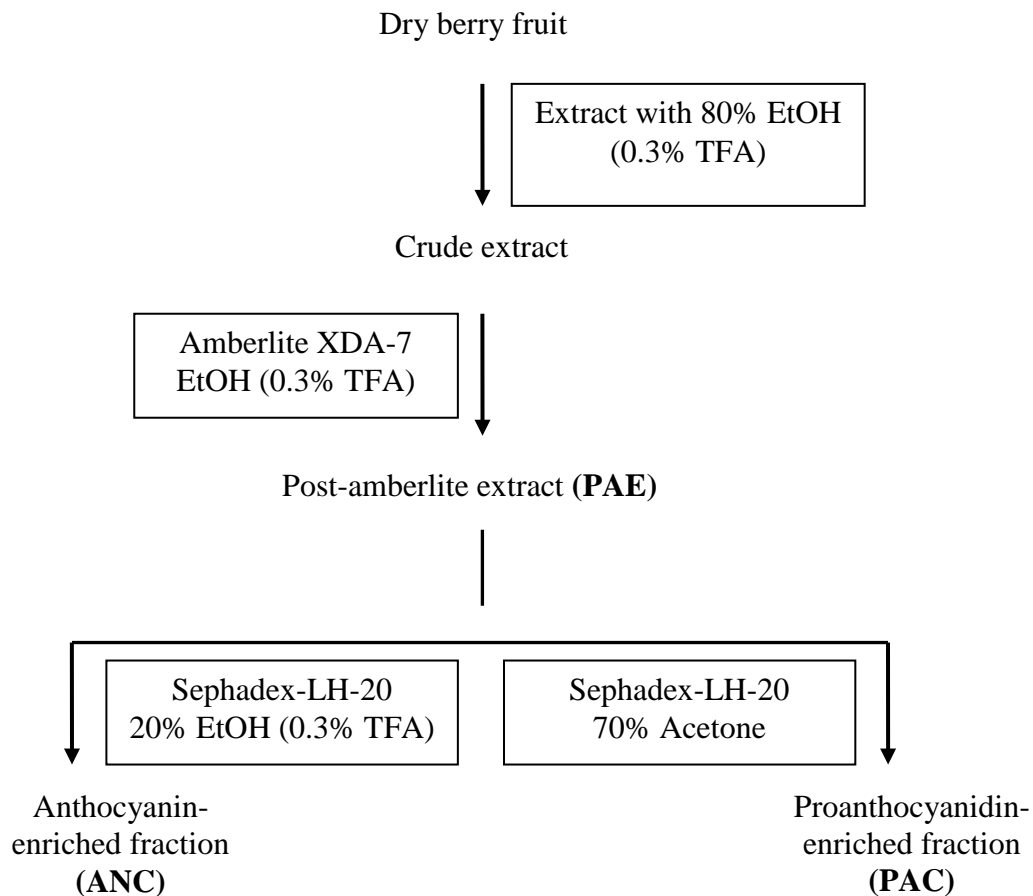 Dry berry fruit
Extract with 80% EtOH
(0.3% TFA)
Crude extract
Amberlite XDA-7
EtOH (0.3% TFA)
Post-amberlite extract (PAE)
Sephadex-LH-20
20% EtOH (0.3% TFA)
Sephadex-LH-20
70% Acetone
Anthocyanin-
enriched fraction
(ANC)
Proanthocyanidin-
enriched fraction
(PAC)